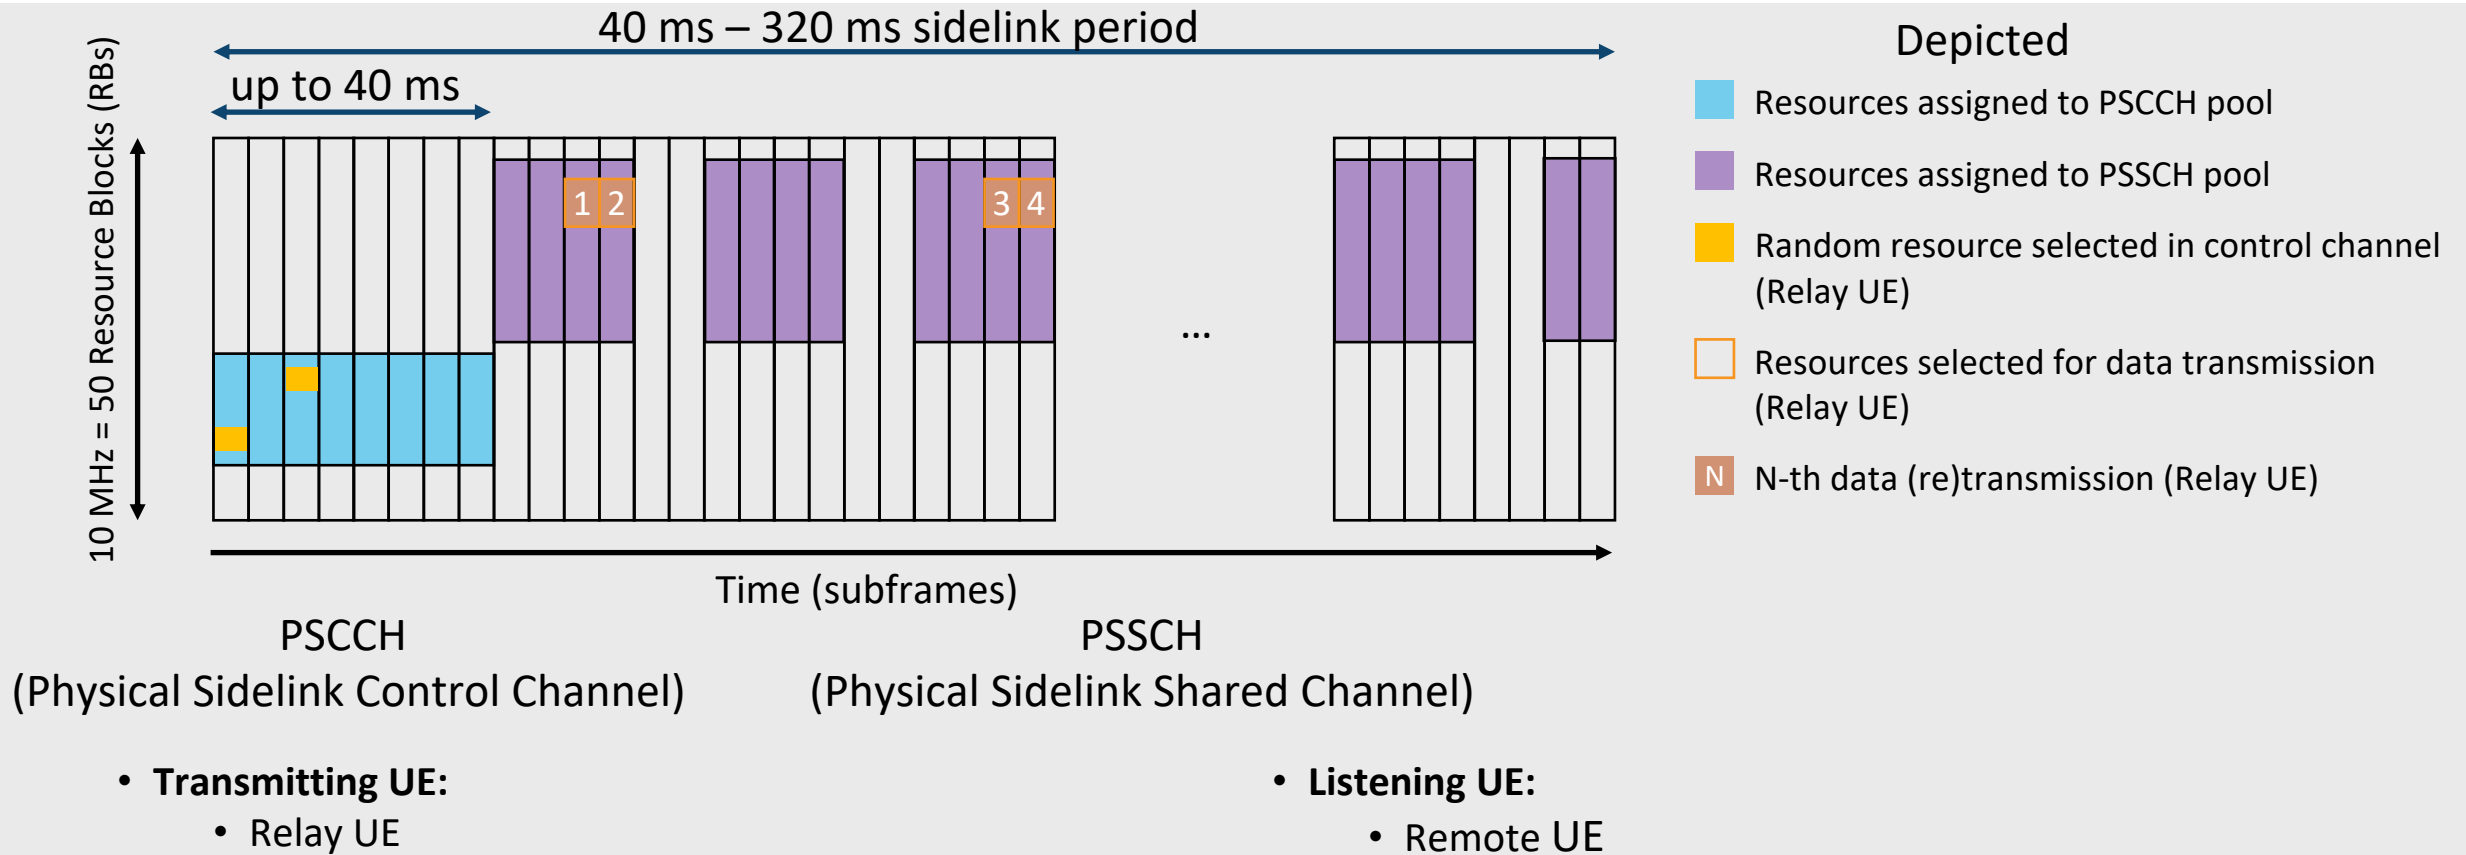 40 ms – 320 ms sidelink period
up to 40 ms
10 MHz = 50 Resource Blocks (RBs)
1 2
3 4
...
Time (subframes)
PSCCH
(Physical Sidelink Control Channel)
PSSCH
(Physical Sidelink Shared Channel)
• Transmitting UE:
• Relay UE
• Listening UE:
• Remote UE
Depicted
Resources assigned to PSCCH pool
Resources assigned to PSSCH pool
Random resource selected in control channel
(Relay UE)
Resources selected for data transmission
(Relay UE)
N N-th data (re)transmission (Relay UE)